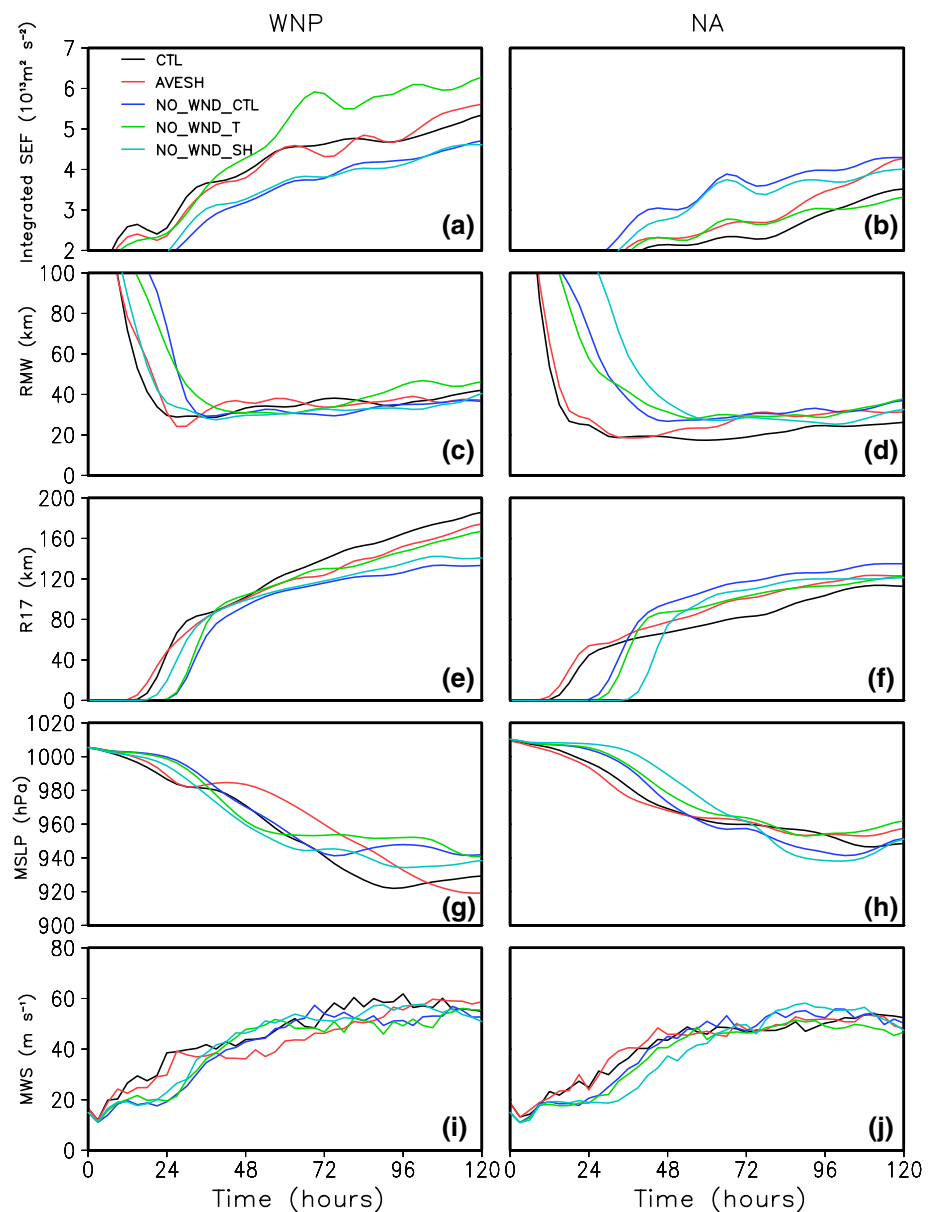 WNP NA
Integrated SEF (10¹³m² s⁻²)
7
6
5
4
3
2
CTL
AVESH
NO_WND_CTL
NO_WND_T
NO_WND_SH
(a) (b)
RMW (km)
100
80
60
40
20
0
(c) (d)
R17 (km)
200
160
120
80
40
0
(e) (f)
MSLP (hPa)
1020
1000
980
960
940
920
900
(g) (h)
MWS (m s⁻¹)
80
60
40
20
0
(i) (j)
0 24 48 72 96 120 0 24 48 72 96 120
Time (hours) Time (hours)